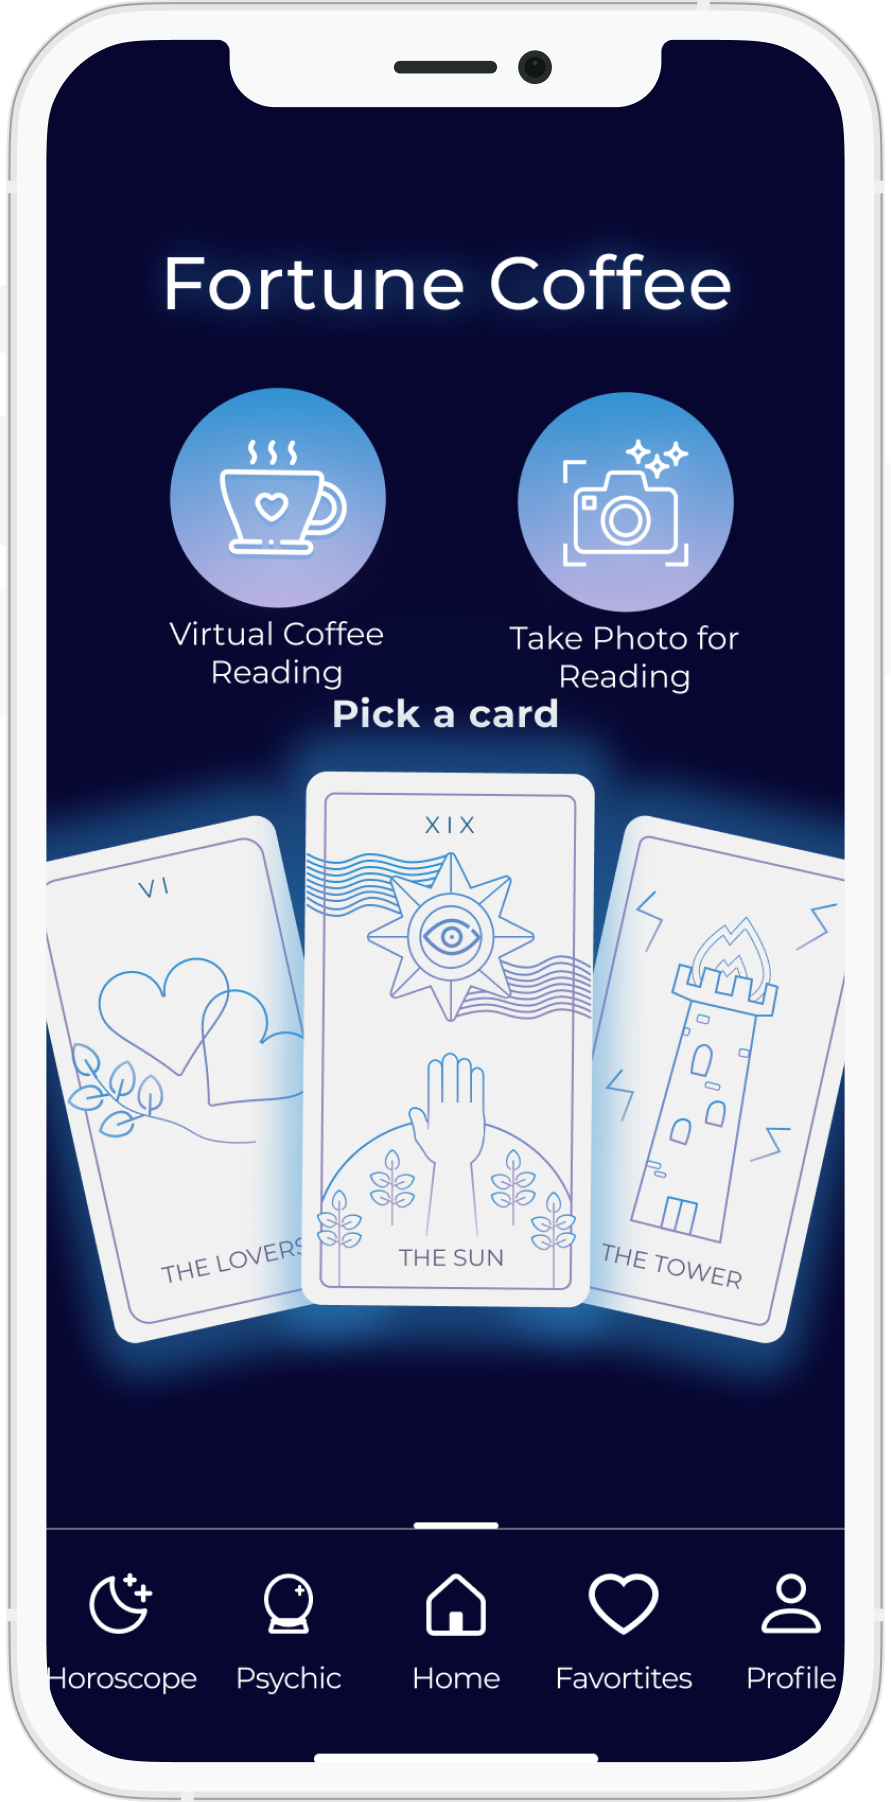 Fortune Coffee
Virtual Coffee
Reading
Take Photo for
Reading
Pick a card
VI
THE LOVERS
XIX
THE SUN
THE TOWER
Horoscope
Psychic
Home
Favortites
Profile